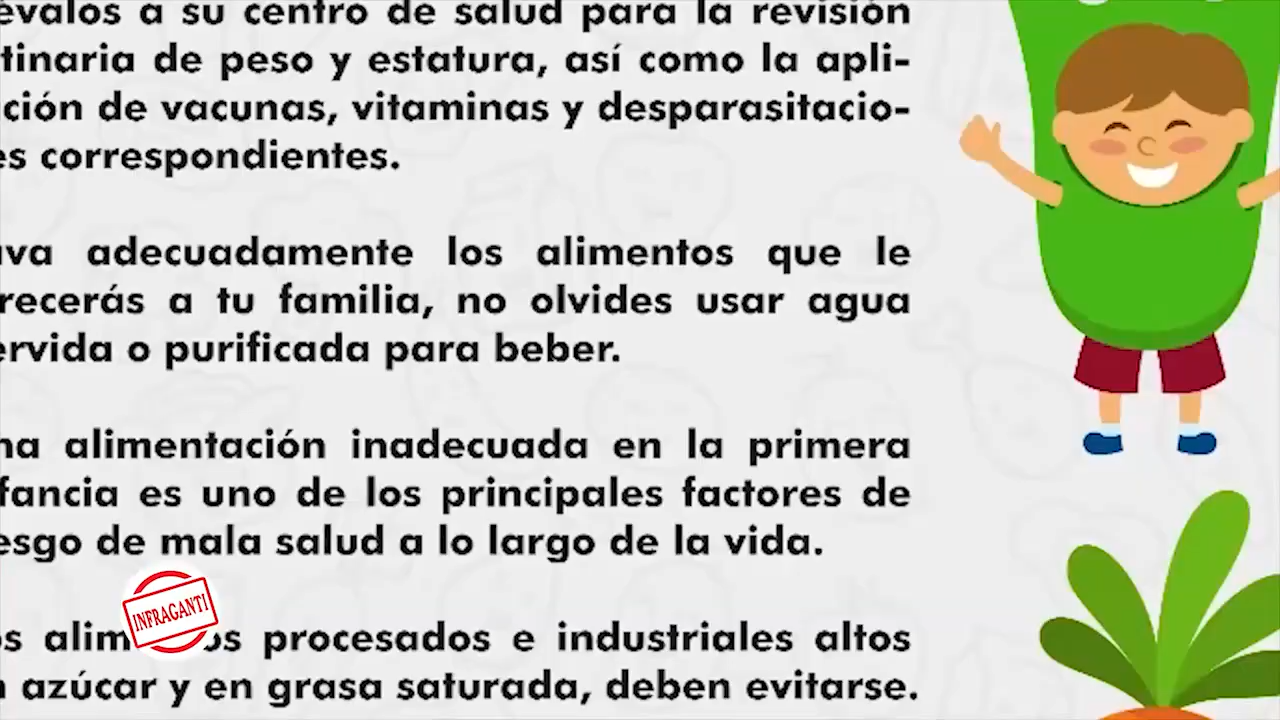 évalos a su centro de salud para la revisión
tinaria de peso y estatura, así como la apli-
ción de vacunas, vitaminas y desparasitacio-
es correspondientes.
va adecuadamente los alimentos que le
recerás a tu familia, no olvides usar agua
ervida o purificada para beber.
na alimentación inadecuada en la primera
fancia es uno de los principales factores de
esgo de mala salud a lo largo de la vida.
INFRAGANTI
os alim os procesados e industriales altos
n azúcar y en grasa saturada, deben evitarse.